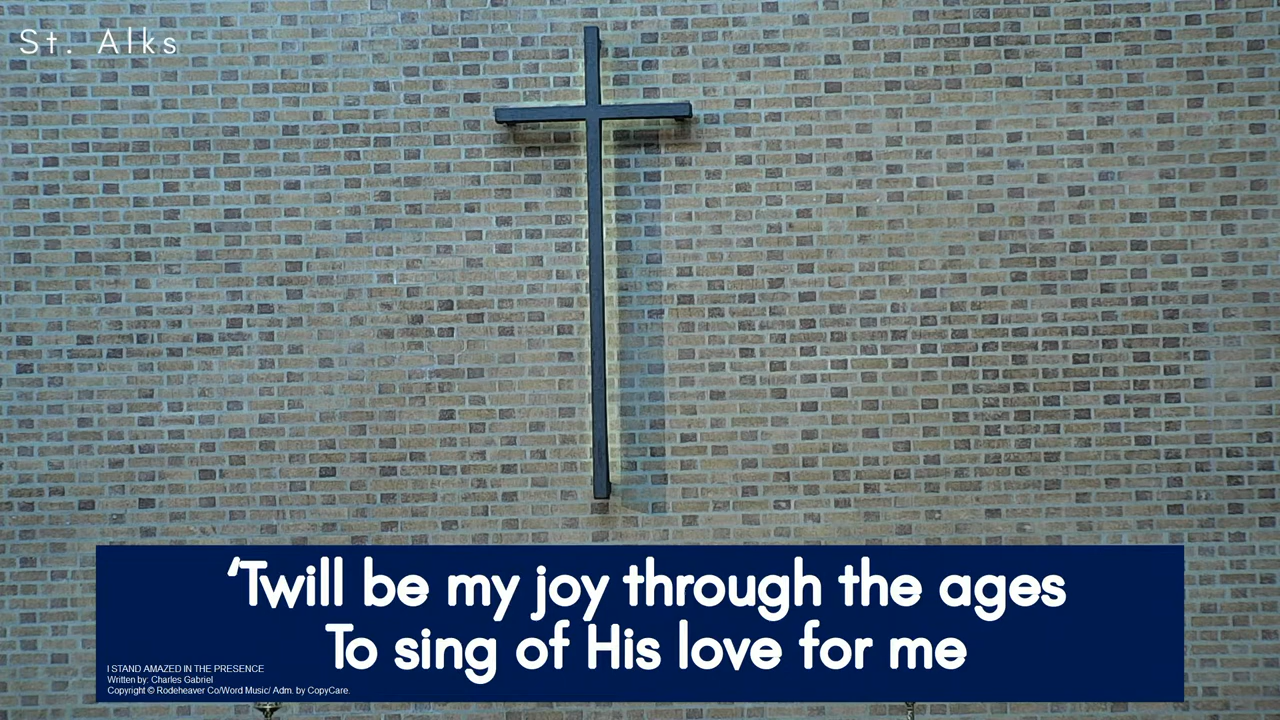 St. Alks
‘Twill be my joy through the ages
To sing of His love for me
I STAND AMAZED IN THE PRESENCE
Written by: Charles Gabriel
Copyright © Rodeheaver Co/Word Music/ Adm. by CopyCare.